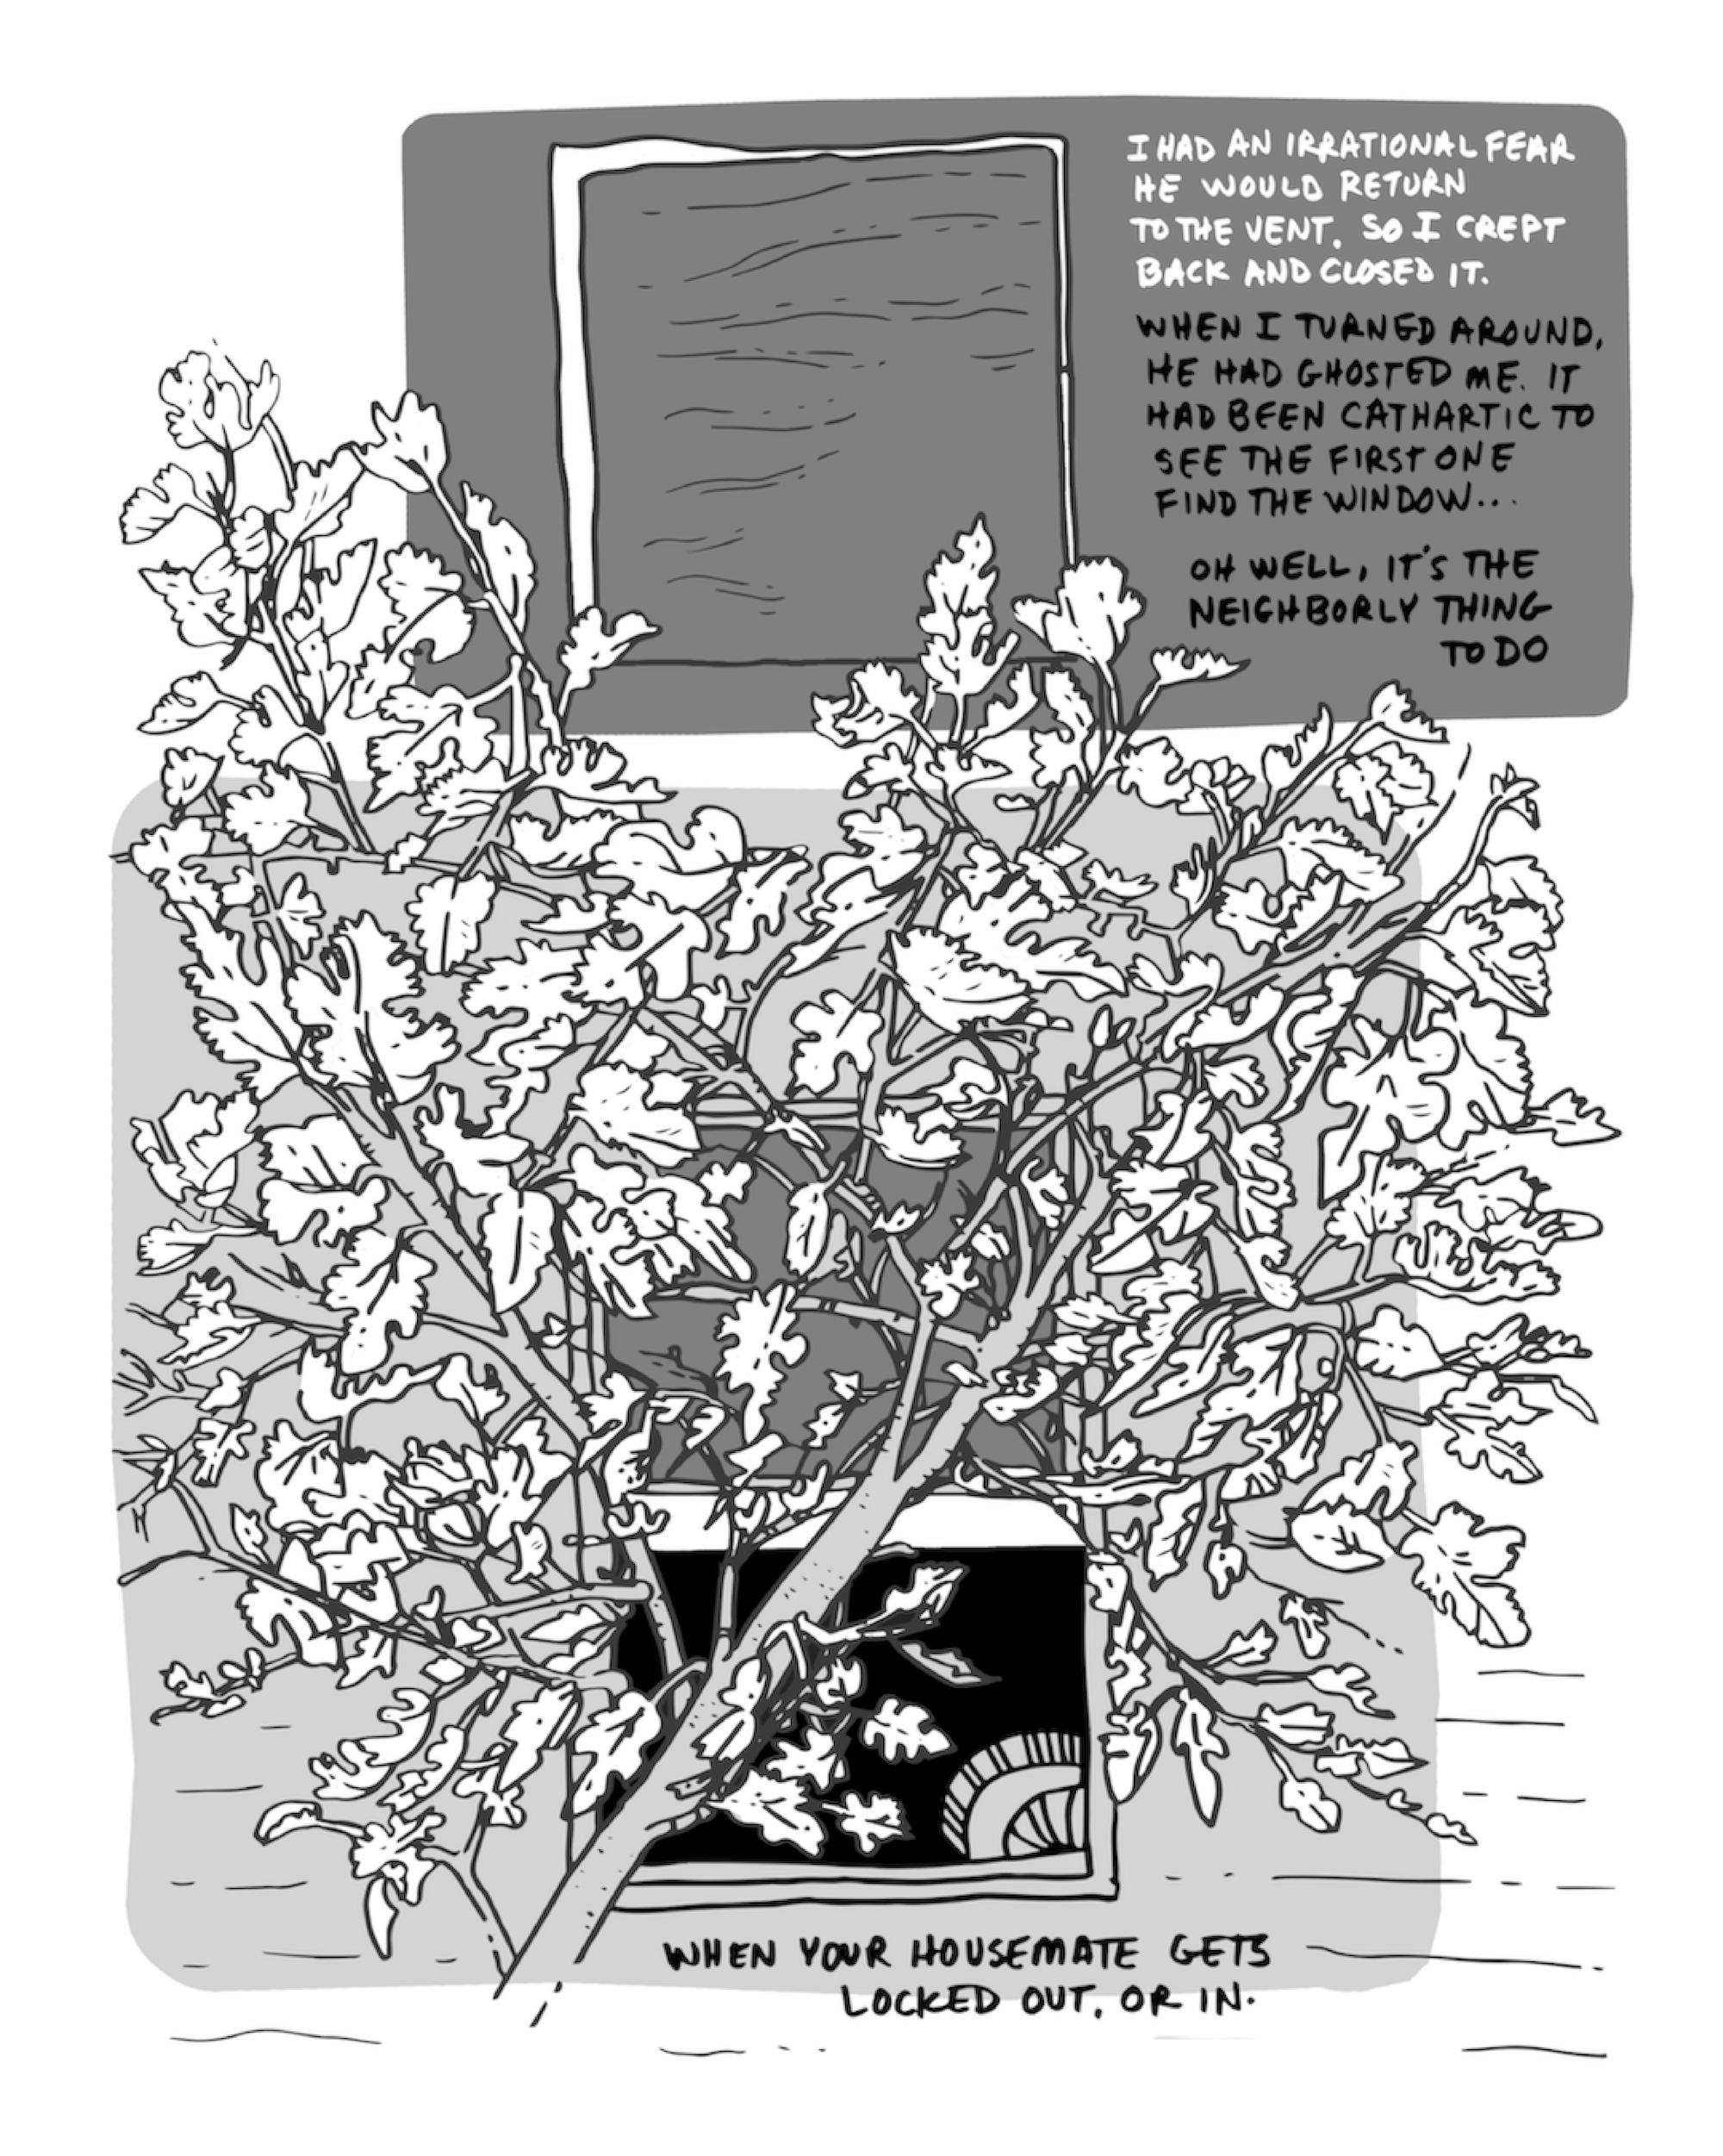 I HAD AN IRRATIONAL FEAR
HE WOULD RETURN
TO THE VENT. SO I CREPT
BACK AND CLOSED IT.
WHEN I TURNED AROUND,
HE HAD GHOSTED ME. IT
HAD BEEN CATHARTIC TO
SEE THE FIRST ONE
FIND THE WINDOW...
OH WELL, IT'S THE
NEIGHBORLY THING
TO DO
WHEN YOUR HOUSEMATE GETS
LOCKED OUT, OR IN.